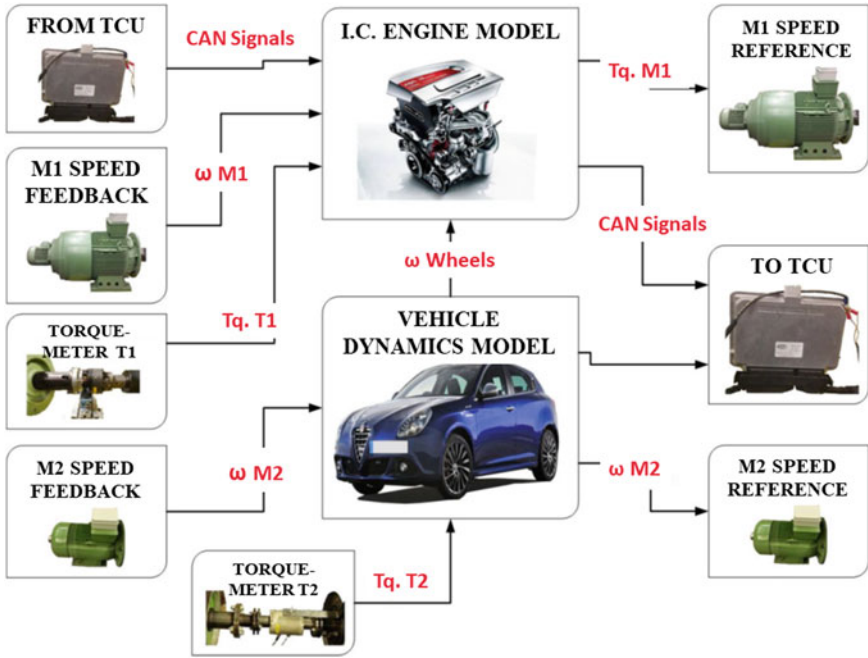 FROM TCU
CAN Signals
I.C. ENGINE MODEL
Tq. M1
M1 SPEED
REFERENCE
M1 SPEED
FEEDBACK
ω M1
ω Wheels
CAN Signals
TO TCU
TORQUE-
METER T1
Tq. T1
VEHICLE
DYNAMICS MODEL
M2 SPEED
FEEDBACK
ω M2
ω M2
M2 SPEED
REFERENCE
TORQUE-
METER T2
Tq. T2